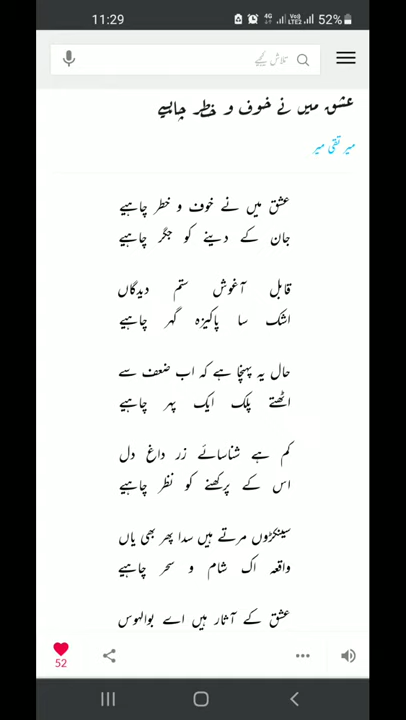 11:29
4G
Vo)) LTE2
52%
تلاش کیجیے
عشق میں نے خوف و خطر چاہیے
میر تقی میر
عشق میں نے خوف و خطر چاہیے
جان کے دینے کو جگر چاہیے
قابل آغوش ستم دیدگاں
اشک سا پاکیزہ گہر چاہیے
حال یہ پہنچا ہے کہ اب ضعف سے
اٹھتے پلک ایک پہر چاہیے
کم ہے شناسائے زر داغ دل
اس کے پرکھنے کو نظر چاہیے
سینکڑوں مرتے ہیں سدا پھر بھی یاں
واقعہ اک شام و سحر چاہیے
عشق کے آثار ہیں اے بوالہوس
52